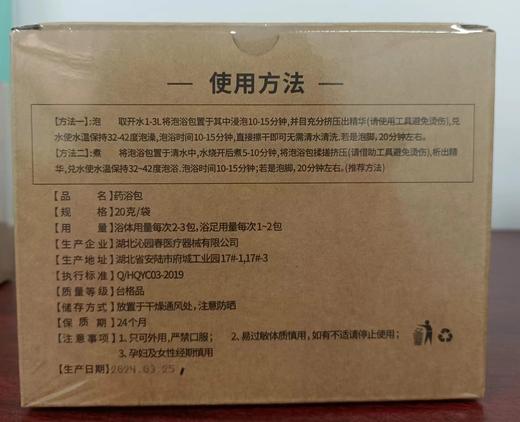 使用方法
【方法一】:泡 取开水1-3L将泡浴包置于其中浸泡10-15分钟,并目充分挤压出精华(请使用工具避免烫伤),兑
水使水温保持32-42度泡澡,泡浴时间10-15分钟,直接擦干即可无需清水清洗.若是泡脚,20分钟左右。
【方法二】:煮 将泡浴包置于清水中,水烧开后煮5-10分钟,将泡浴包揉搓挤压(请借助工具避免烫伤),析出精
华,兑水使水温保持32~42度泡浴.泡浴时间10-15分钟;若是泡脚,20分钟左右。(推荐方法)
【品名】药浴包
【规格】20克/袋
【用量】浴体用量每次2-3包,浴足用量每次1~2包
【生产企业】湖北沁园春医疗器械有限公司
【生产地址】湖北省安陆市府城工业园17#-1,17#-3
【执行标准】Q/HQYC03-2019
【质量等级】台格品
【储存方式】放置于干燥通风处,注意防晒
【保质期】24个月
【注意事项】1. 只可外用,严禁口服; 2、易过敏体质慎用,如有不适请停止使用;
3. 孕妇及女性经期慎用
【生产日期】2024.03.25